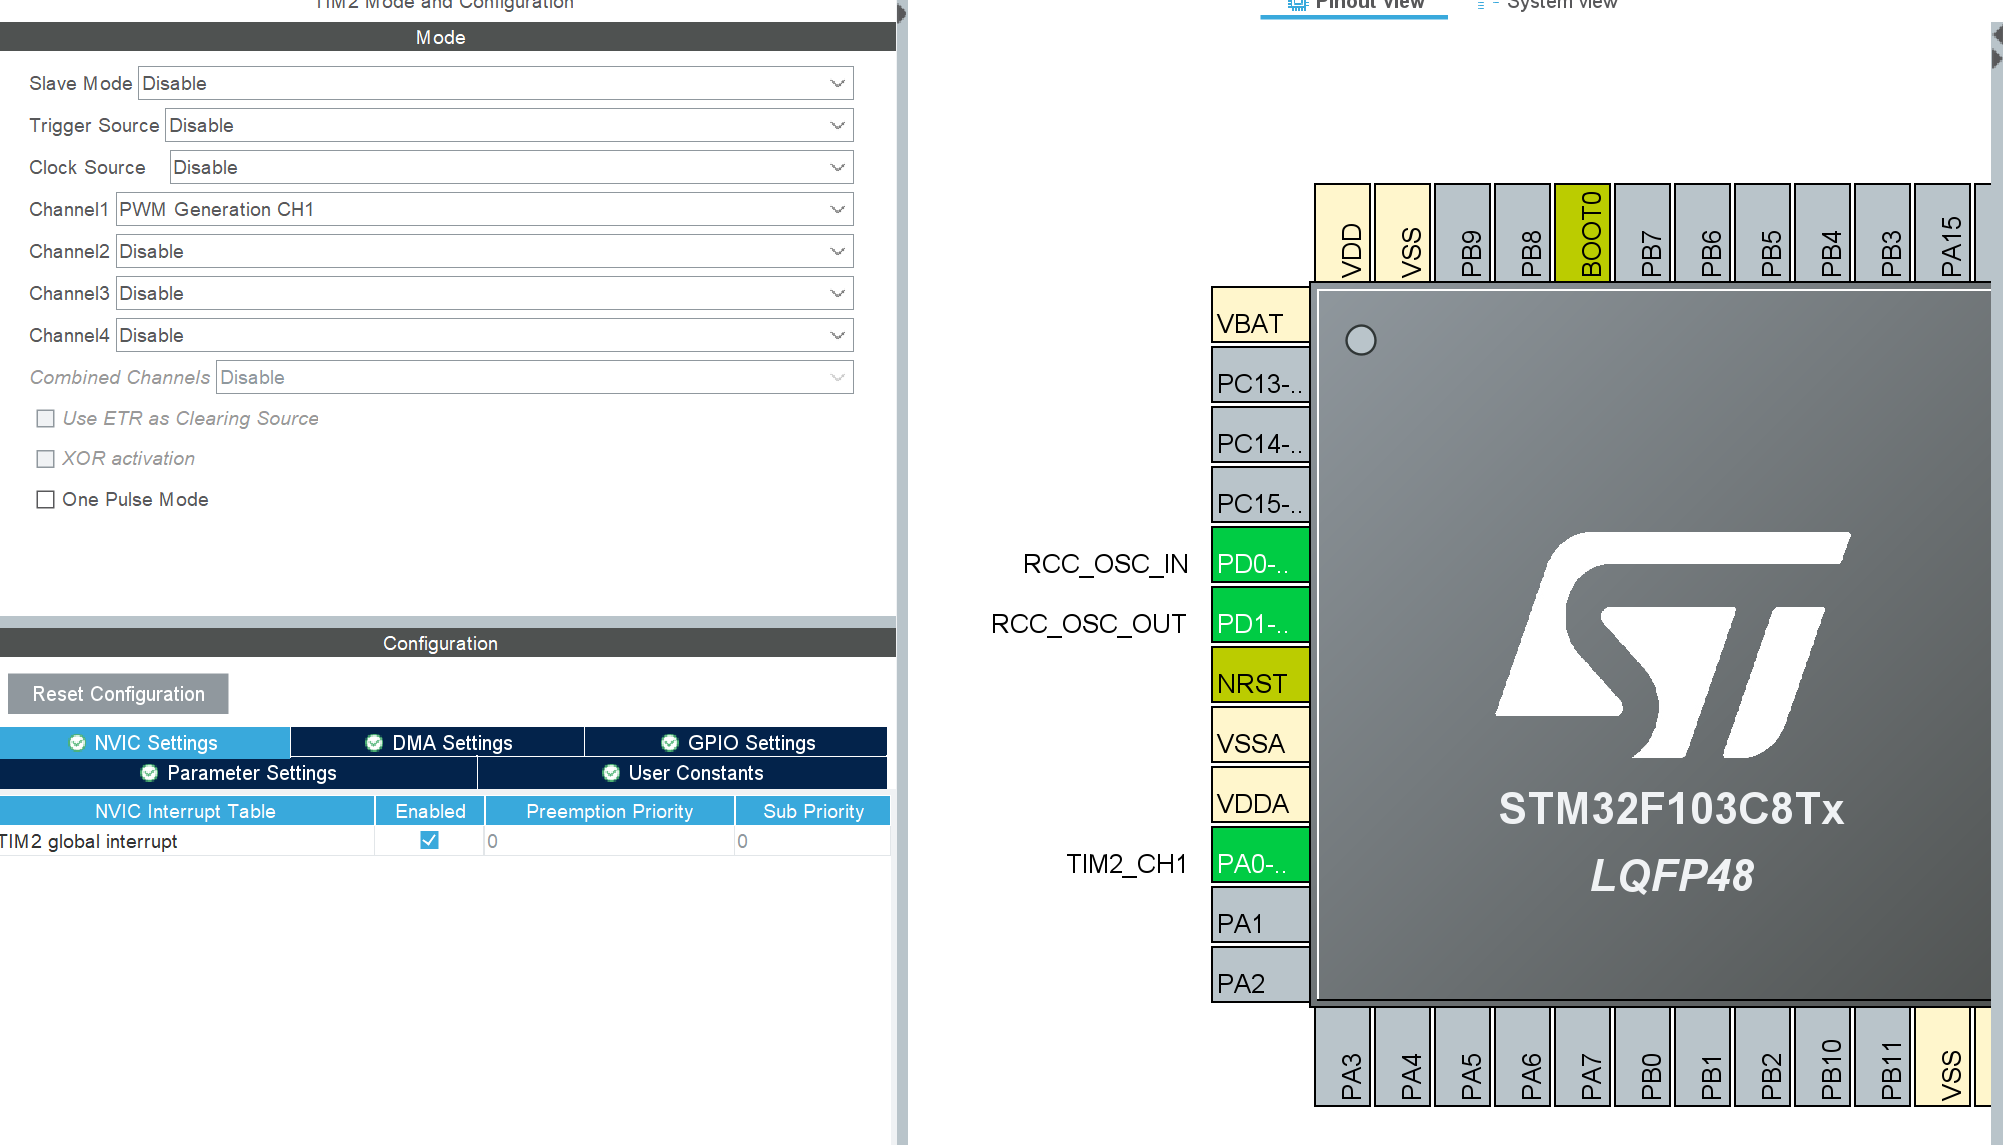 TIM2 Mode and Configuration
Mode
Slave Mode Disable
Trigger Source Disable
Clock Source Disable
Channel1 PWM Generation CH1
Channel2 Disable
Channel3 Disable
Channel4 Disable
Combined Channels Disable
Use ETR as Clearing Source
XOR activation
One Pulse Mode
Configuration
Reset Configuration
NVIC Settings DMA Settings GPIO Settings
Parameter Settings User Constants
NVIC Interrupt Table Enabled Preemption Priority Sub Priority
TIM2 global interrupt 0 0
Pinout view System view
VDD VSS PB9 PB8 BOOT0 PB7 PB6 PB5 PB4 PB3 PA15
VBAT
PC13-..
PC14-..
PC15-..
RCC_OSC_IN PD0-..
RCC_OSC_OUT PD1-..
NRST
VSSA
VDDA
TIM2_CH1 PA0-..
PA1
PA2
ST
STM32F103C8Tx
LQFP48
PA3 PA4 PA5 PA6 PA7 PB0 PB1 PB2 PB10 PB11 VSS